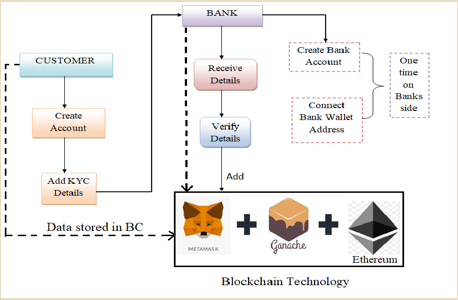 BANK
CUSTOMER
Receive
Details
Create Bank
Account
One
time
on
Banks
side
Create
Account
Connect
Bank Wallet
Address
Verify
Details
Add KYC
Details
Add
Data stored in BC
METAMASK
Ganache
Ethereum
Blockchain Technology